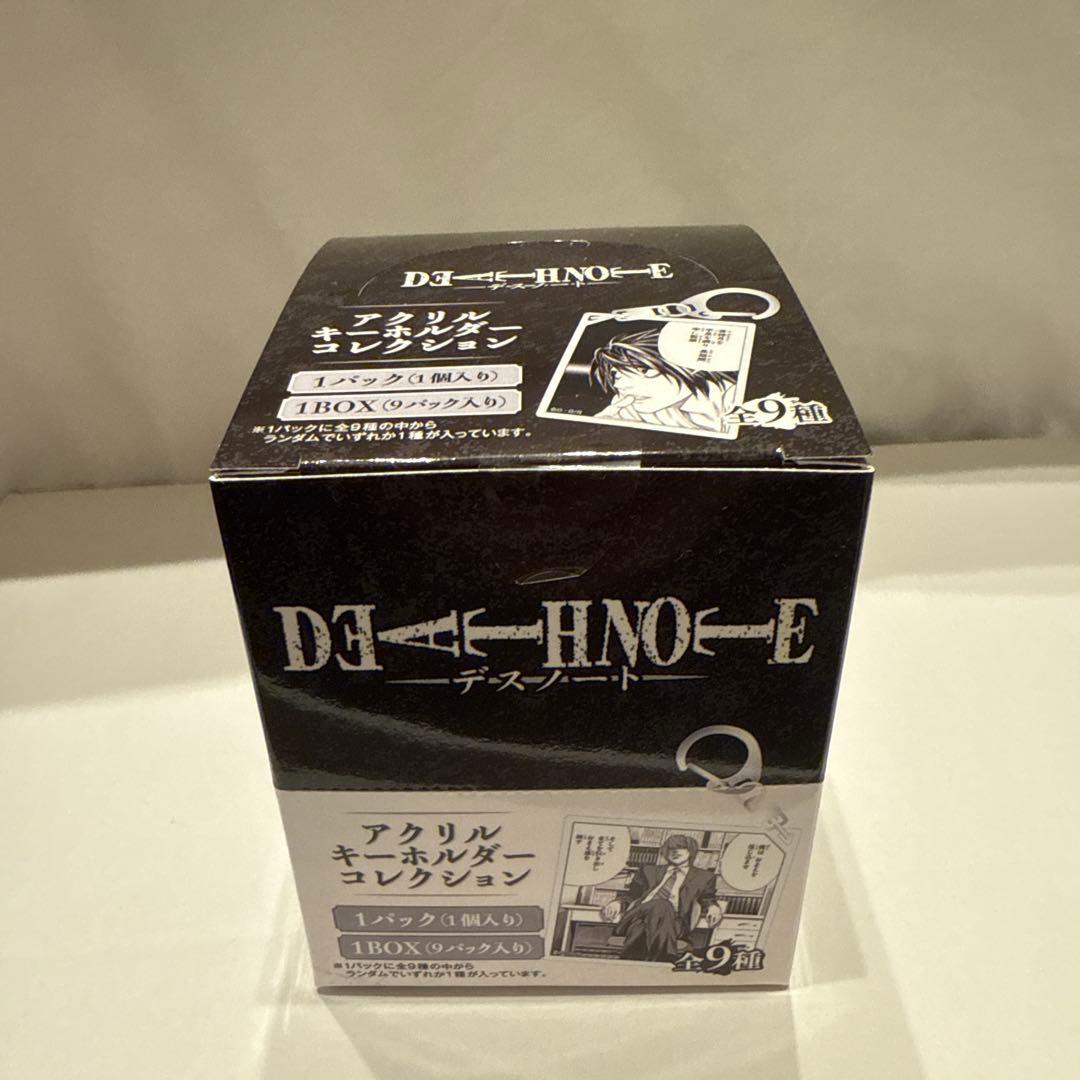 DEATH NOTE
デスノート
アクリル
キーホルダー
コレクション
1パック(1個入り)
1BOX(9パック入り)
※1パックに全9種の中から
ランダムでいずれか1種が入っています。
全9種
DEATH NOTE
デスノート
アクリル
キーホルダー
コレクション
1パック(1個入り)
1BOX(9パック入り)
※1パックに全9種の中から
ランダムでいずれか1種が入っています。
全9種